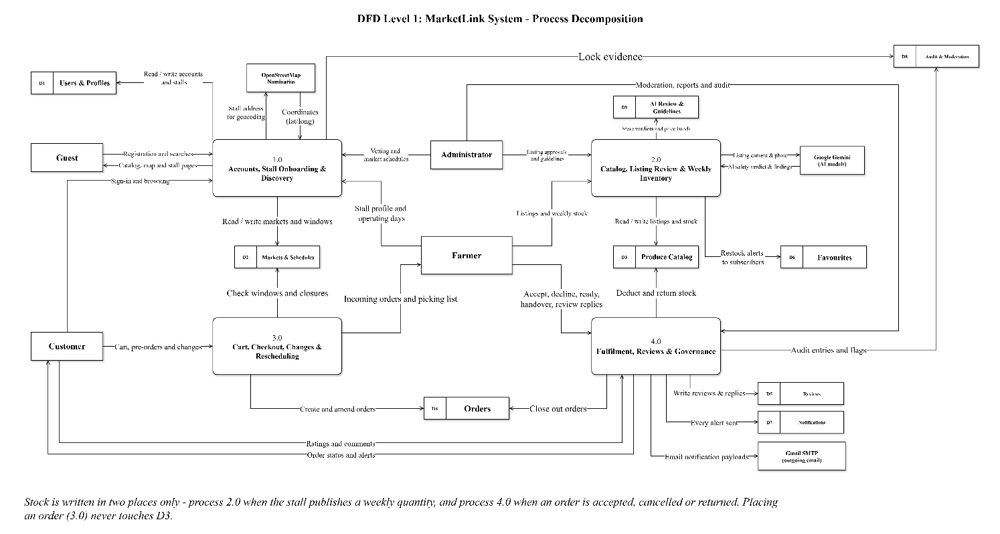 DFD Level 1: MarketLink System - Process Decomposition
Lock evidence
D8
Audit & Moderation
D1
Users & Profiles
Read / write accounts
and stalls
OpenStreetMap
Nominatim
Moderation, reports and audit
Stall address
for geocoding
Coordinates
(lat/long)
D9
AI Review &
Guidelines
Store verdicts and price bands
Guest
Registration and searches
Catalog, map and stall pages
Sign-in and browsing
1.0
Accounts, Stall Onboarding &
Discovery
Vetting and
market schedules
Administrator
Listing approvals
and guidelines
2.0
Catalog, Listing Review & Weekly
Inventory
Listing content & photo
AI safety verdict & findings
Google Gemini
(AI models)
Stall profile and
operating days
Listings and weekly stock
Read / write markets and windows
Read / write listings and stock
D2
Markets & Schedules
Farmer
D3
Produce Catalog
Restock alerts
to subscribers
D6
Favourites
Check windows and closures
Incoming orders and picking list
Accept, decline, ready,
handover, review replies
Deduct and return stock
Customer
Cart, pre-orders and changes
3.0
Cart, Checkout, Changes &
Rescheduling
4.0
Fulfilment, Reviews & Governance
Audit entries and flags
Create and amend orders
D4
Orders
Close out orders
Write reviews & replies
D5
Reviews
Every alert sent
D7
Notifications
Ratings and comments
Order status and alerts
Email notification payloads
Gmail SMTP
(outgoing email)
Stock is written in two places only - process 2.0 when the stall publishes a weekly quantity, and process 4.0 when an order is accepted, cancelled or returned. Placing
an order (3.0) never touches D3.